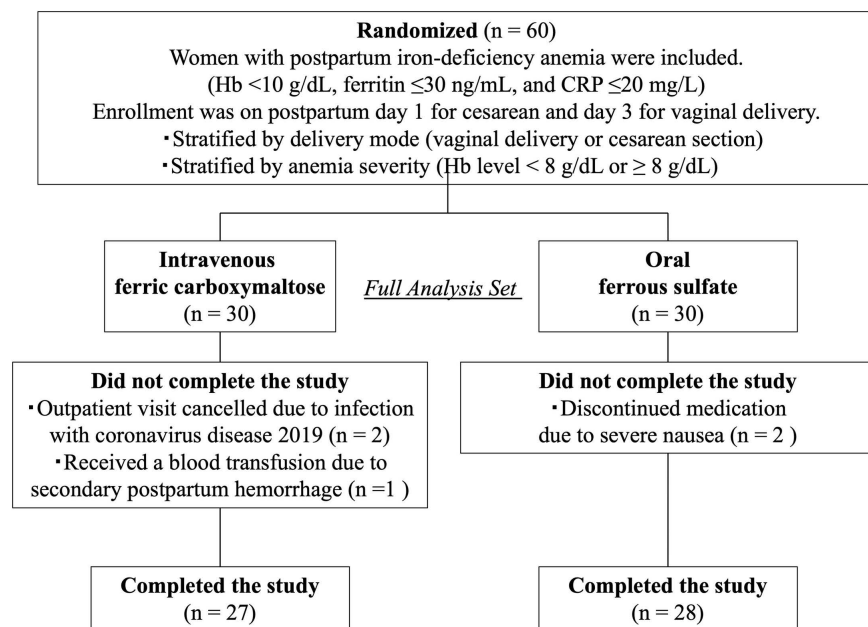 Randomized (n = 60)
Women with postpartum iron-deficiency anemia were included.
(Hb <10 g/dL, ferritin ≤30 ng/mL, and CRP ≤20 mg/L)
Enrollment was on postpartum day 1 for cesarean and day 3 for vaginal delivery.
・Stratified by delivery mode (vaginal delivery or cesarean section)
・Stratified by anemia severity (Hb level < 8 g/dL or ≥ 8 g/dL)
Intravenous
ferric carboxymaltose
(n = 30)
Full Analysis Set
Oral
ferrous sulfate
(n = 30)
Did not complete the study
・Outpatient visit cancelled due to infection
with coronavirus disease 2019 (n = 2)
・Received a blood transfusion due to
secondary postpartum hemorrhage (n =1 )
Did not complete the study
・Discontinued medication
due to severe nausea (n = 2 )
Completed the study
(n = 27)
Completed the study
(n = 28)